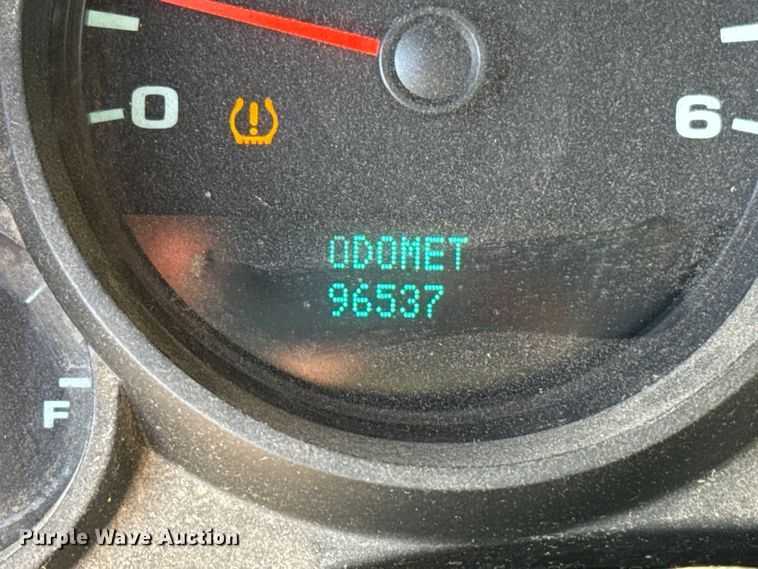 0
6
ODOMET
96537
F
Purple Wave Auction